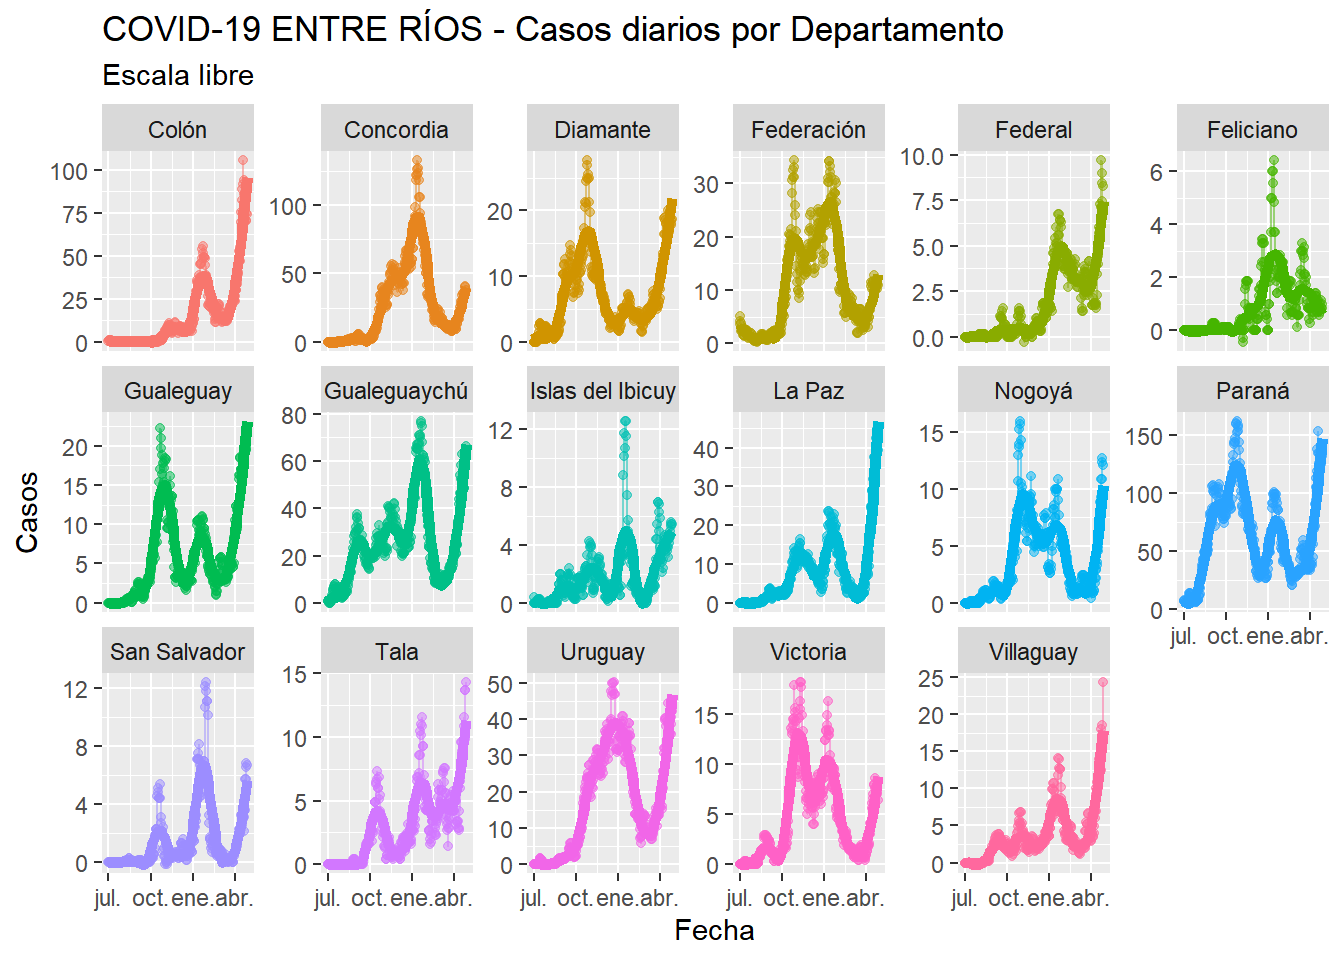 COVID-19 ENTRE RÍOS - Casos diarios por Departamento
Escala libre
Colón
Concordia
Diamante
Federación
Federal
Feliciano
100
75
50
25
0
100
50
0
20
10
0
30
20
10
0
10.0
7.5
5.0
2.5
0.0
6
4
2
0
Gualeguay
Gualeguaychú
Islas del Ibicuy
La Paz
Nogoyá
Paraná
20
15
10
5
0
80
60
40
20
0
12
8
4
0
40
30
20
10
0
15
10
5
0
150
100
50
0
jul. oct. ene. abr.
San Salvador
Tala
Uruguay
Victoria
Villaguay
12
8
4
0
15
10
5
0
50
40
30
20
10
0
15
10
5
0
25
20
15
10
5
0
jul. oct. ene. abr.
jul. oct. ene. abr.
jul. oct. ene. abr.
jul. oct. ene. abr.
jul. oct. ene. abr.
Casos
Fecha